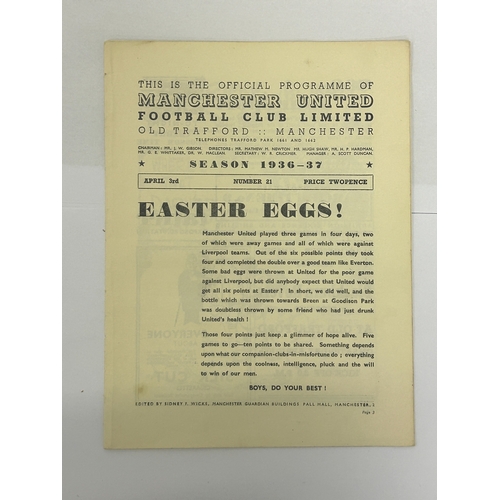 THIS IS THE OFFICIAL PROGRAMME OF
MANCHESTER UNITED
FOOTBALL CLUB LIMITED
OLD TRAFFORD :: MANCHESTER
TELEPHONES TRAFFORD PARK 1661 AND 1662
CHAIRMAN: MR. J. W. GIBSON. DIRECTORS: MR. MATHEW M. NEWTON, MR. HUGH SHAW, MR. H. P. HARDMAN,
MR. G. E. WHITTAKER, DR. W. MACLEAN. SECRETARY: W. R. CRICKMER. MANAGER: A. SCOTT DUNCAN.
★ SEASON 1936-37 ★
APRIL 3rd NUMBER 21 PRICE TWOPENCE
EASTER EGGS!
Manchester United played three games in four days, two
of which were away games and all of which were against
Liverpool teams. Out of the six possible points they took
four and completed the double over a good team like Everton.
Some bad eggs were thrown at United for the poor game
against Liverpool, but did anybody expect that United would
get all six points at Easter? In short, we did well, and the
bottle which was thrown towards Breen at Goodison Park
was doubtless thrown by some friend who had just drunk
United's health!
Those four points just keep a glimmer of hope alive. Five
games to go—ten points to be shared. Something depends
upon what our companion-clubs-in-misfortune do; everything
depends upon the coolness, intelligence, pluck and the will
to win of our men.
BOYS, DO YOUR BEST!
EDITED BY SIDNEY F. WICKS, MANCHESTER GUARDIAN BUILDINGS, PALL MALL, MANCHESTER, 2
Page 3